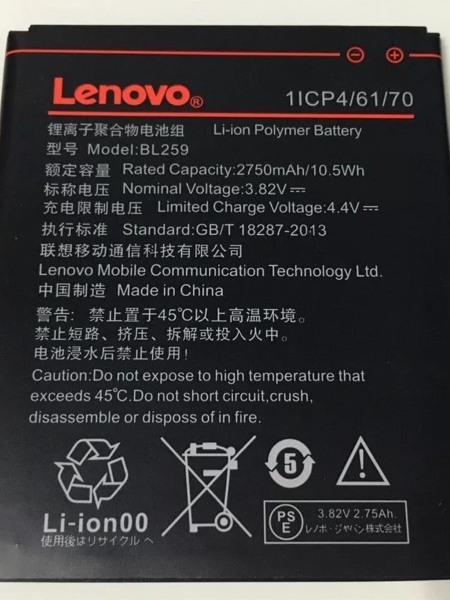 Lenovo® 1ICP4/61/70
锂离子聚合物电池组 Li-ion Polymer Battery
型号 Model:BL259
额定容量 Rated Capacity:2750mAh/10.5Wh
标称电压 Nominal Voltage:3.82V⎓
充电限制电压 Limited Charge Voltage:4.4V⎓
执行标准 Standard:GB/T 18287-2013
联想移动通信科技有限公司
Lenovo Mobile Communication Technology Ltd.
中国制造 Made in China
警告: 禁止置于45℃以上高温环境。
禁止短路、挤压、拆解或投入火中。
电池浸水后禁止使用!
Caution:Do not expose to high temperature that
exceeds 45℃.Do not short circuit,crush,
disassemble or disposs of in fire.
5
Li-ion00
使用後はリサイクル へ
PS
E
3.82V 2.75Ah.
レノボ・ジャパン株式会社